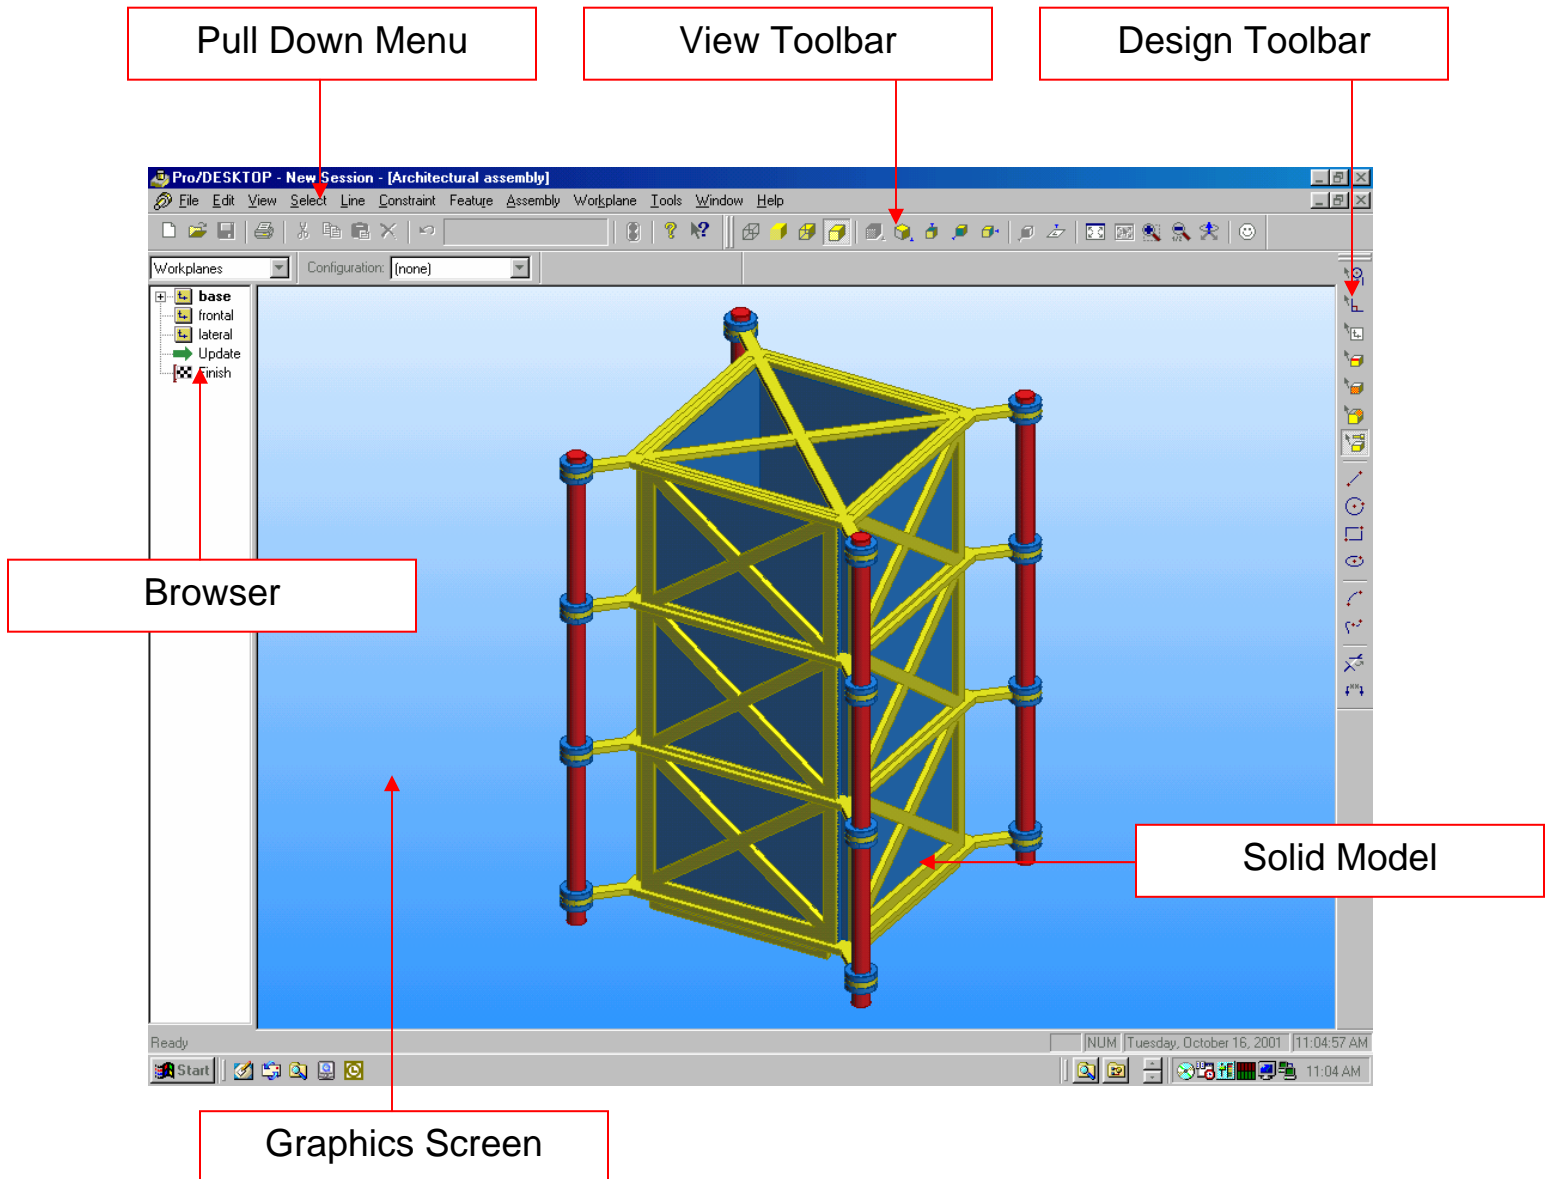 Pull Down Menu
View Toolbar
Design Toolbar
Pro/DESKTOP - New Session - [Architectural assembly]
File Edit View Select Line Constraint Feature Assembly Workplane Tools Window Help
Workplanes
Configuration: (none)
base
frontal
lateral
Update
Finish
Browser
Solid Model
Ready
NUM Tuesday, October 16, 2001 11:04:57 AM
Start
11:04 AM
Graphics Screen